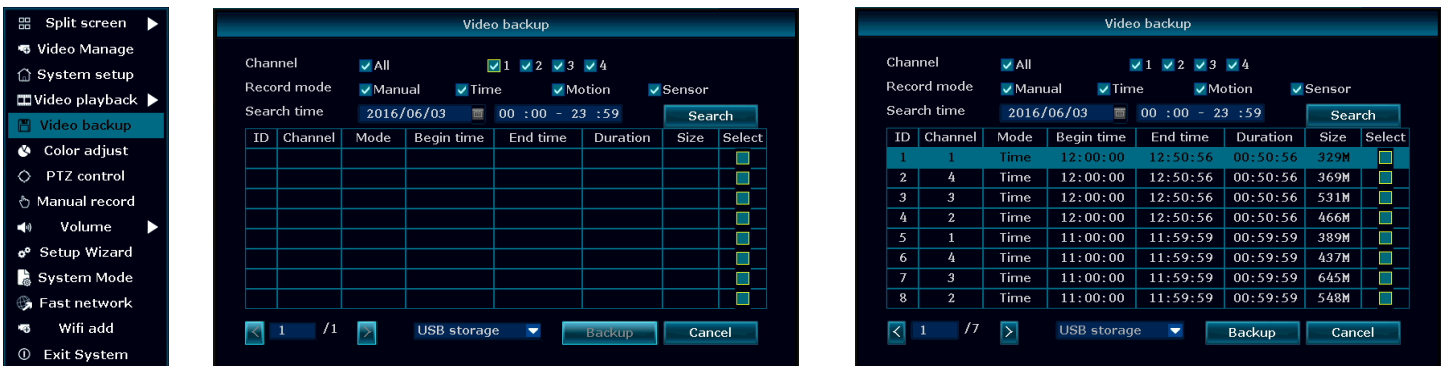 Split screen
Video Manage
System setup
Video playback
Video backup
Color adjust
PTZ control
Manual record
Volume
Setup Wizard
System Mode
Fast network
Wifi add
Exit System
Video backup
Channel All 1 2 3 4
Record mode Manual Time Motion Sensor
Search time 2016/06/03 00 :00 - 23 :59 Search
ID Channel Mode Begin time End time Duration Size Select
< 1 /1 > USB storage Backup Cancel
Video backup
Channel All 1 2 3 4
Record mode Manual Time Motion Sensor
Search time 2016/06/03 00 :00 - 23 :59 Search
ID Channel Mode Begin time End time Duration Size Select
1 1 Time 12:00:00 12:50:56 00:50:56 329M
2 4 Time 12:00:00 12:50:56 00:50:56 369M
3 3 Time 12:00:00 12:50:56 00:50:56 531M
4 2 Time 12:00:00 12:50:56 00:50:56 466M
5 1 Time 11:00:00 11:59:59 00:59:59 389M
6 4 Time 11:00:00 11:59:59 00:59:59 437M
7 3 Time 11:00:00 11:59:59 00:59:59 645M
8 2 Time 11:00:00 11:59:59 00:59:59 548M
< 1 /7 > USB storage Backup Cancel